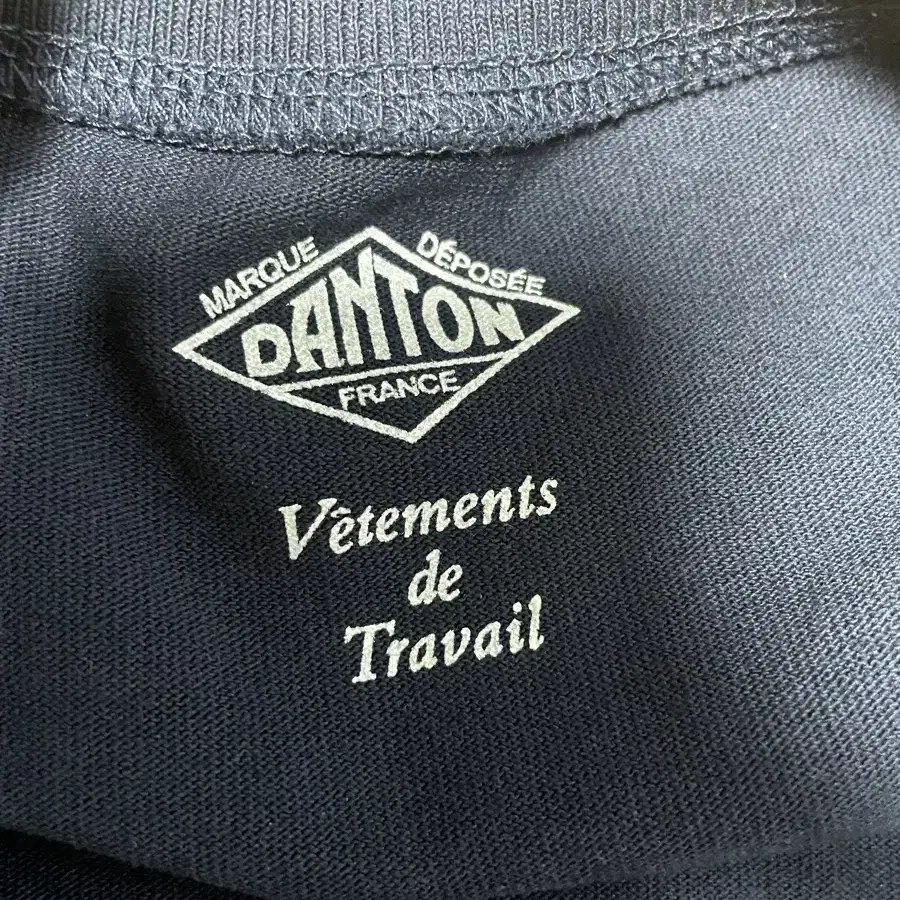 MARQUE DÉPOSÉE
DANTON
FRANCE
Vêtements
de
Travail